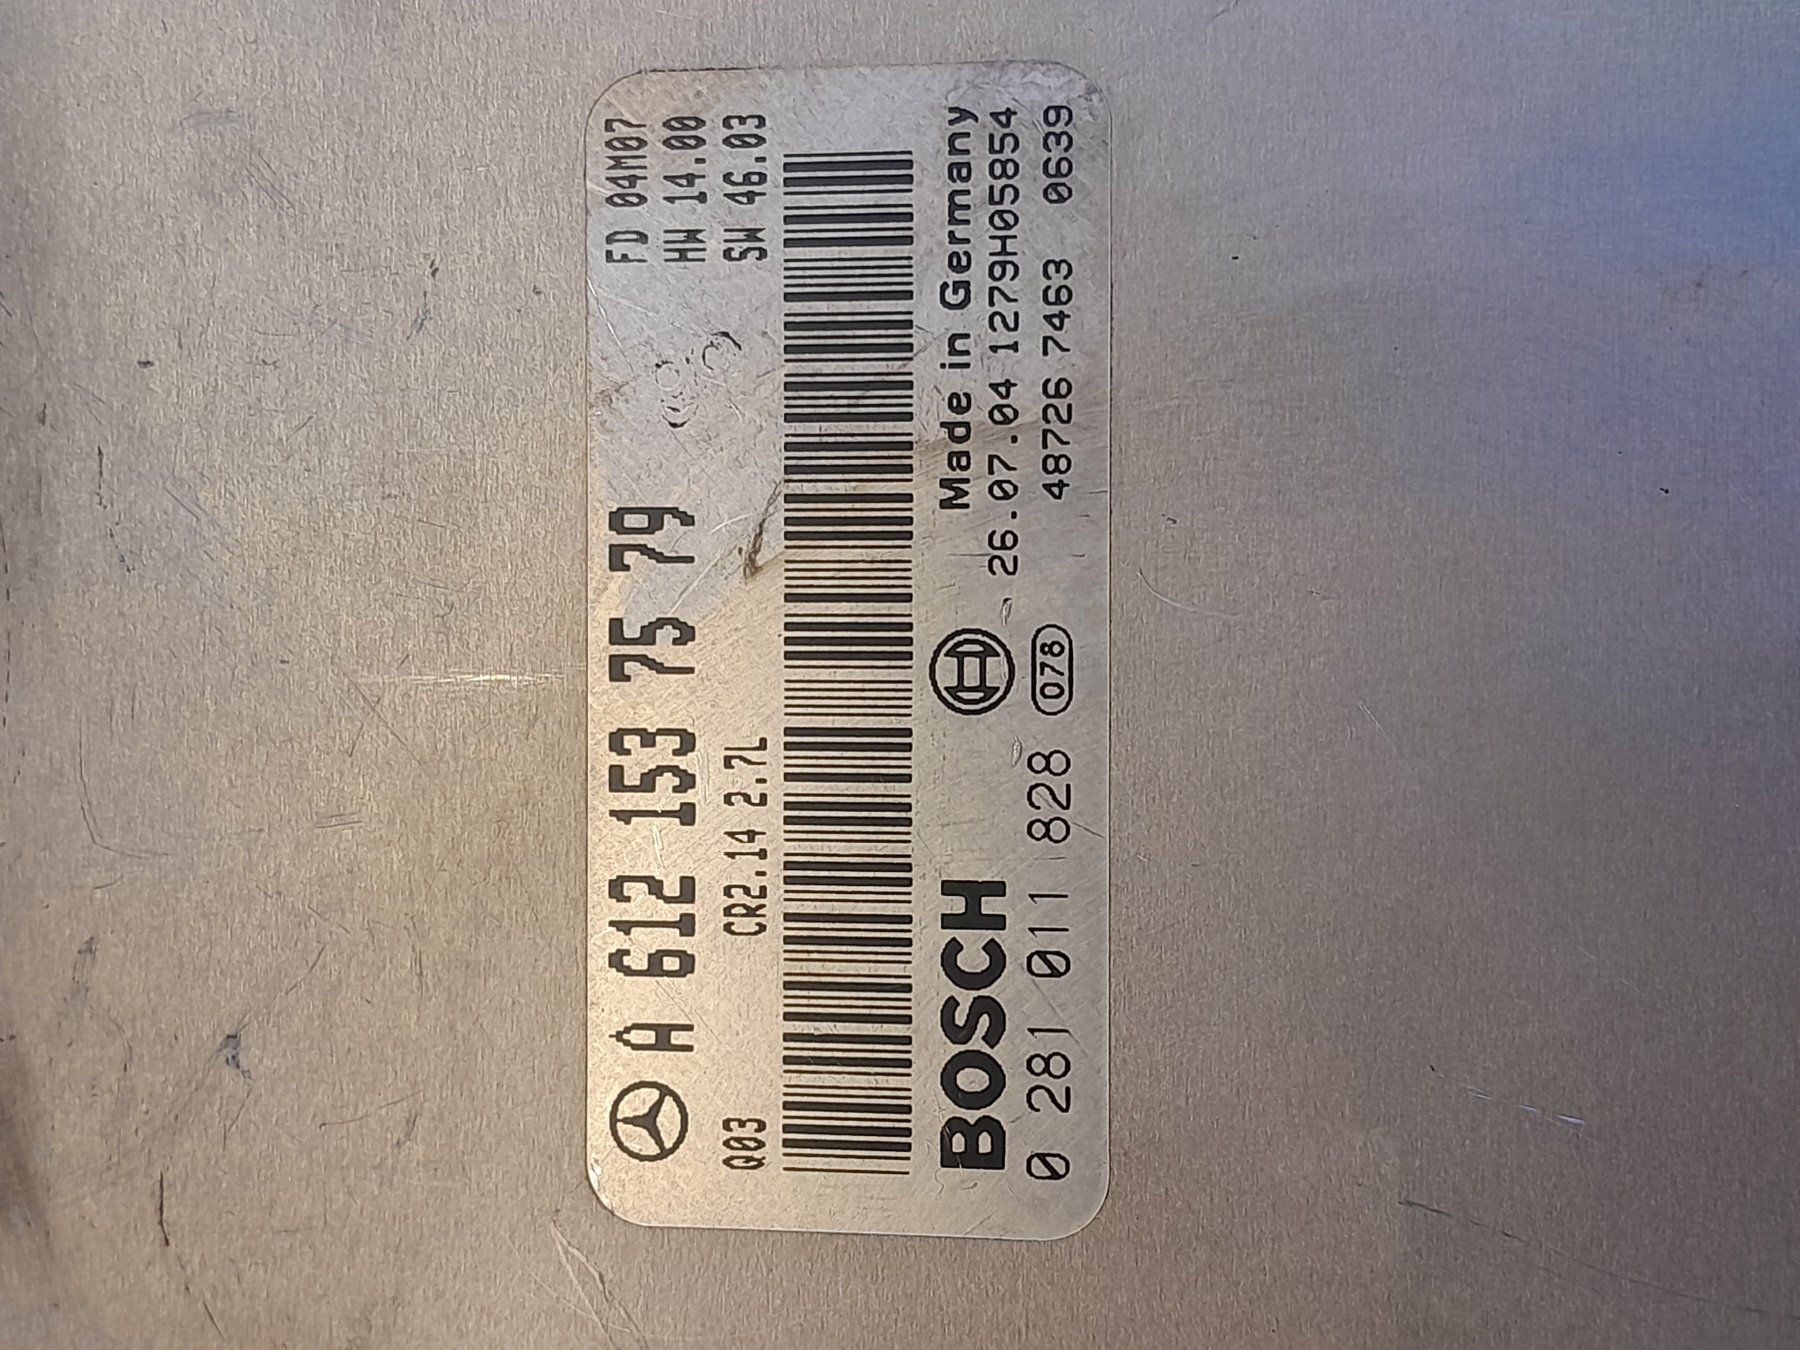 A 612 153 75 79
FD 04M07
HW 14.00
Q03 CR2.14 2.7L SW 46.03
BOSCH Made in Germany
26.07.04 1279H05854
0 281 011 828 078 48726 7463 0639